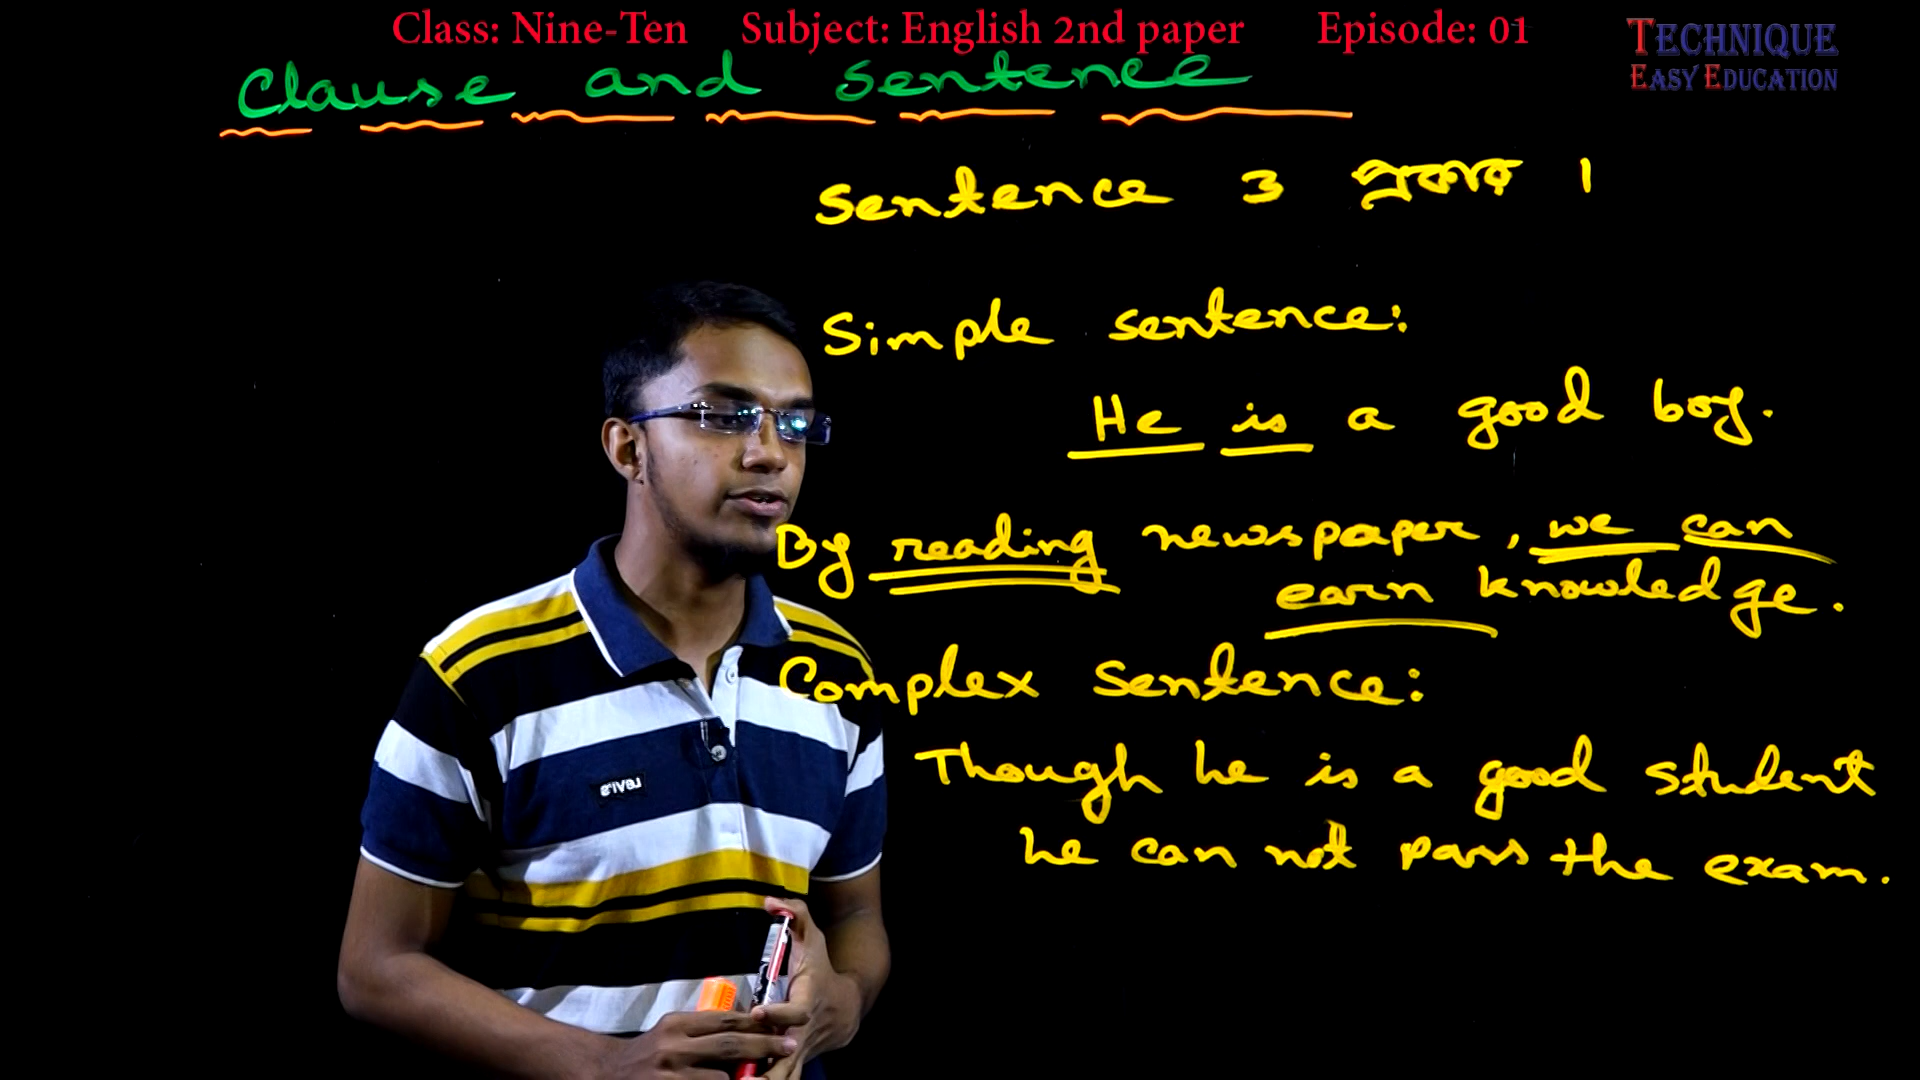 Class: Nine-Ten Subject: English 2nd paper Episode: 01
TECHNIQUE
EASY EDUCATION
Clause and sentence
Sentence 3 প্রকার ।
Simple sentence:
He is a good boy.
By reading newspaper, we can
earn knowledge.
Complex sentence:
Though he is a good student
he can not pass the exam.
Levi's